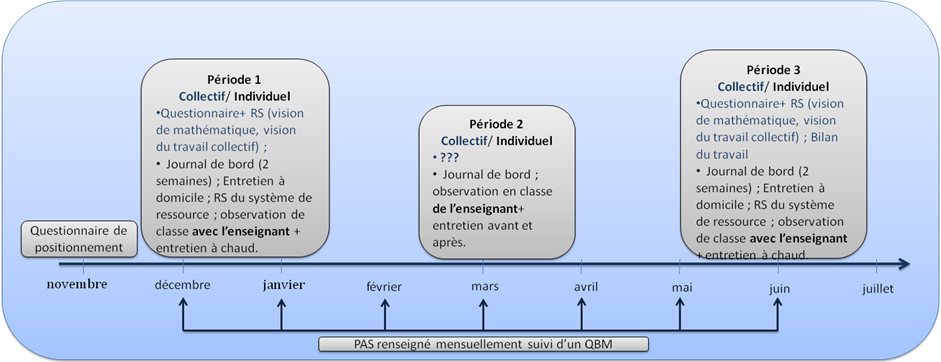 Période 1
Collectif/ Individuel
•Questionnaire+ RS (vision
de mathématique, vision
du travail collectif) ;
• Journal de bord (2
semaines) ; Entretien à
domicile ; RS du système de
ressource ; observation de
classe avec l’enseignant +
entretien à chaud.
Période 2
Collectif/ Individuel
• ???
• Journal de bord ;
observation en classe
de l’enseignant+
entretien avant et
après.
Période 3
Collectif/ Individuel
•Questionnaire+ RS (vision
de mathématique, vision
du travail collectif) ; Bilan
du travail
• Journal de bord (2
semaines) ; Entretien à
domicile ; RS du système
de ressource ; observation
de classe avec l’enseignant
+ entretien à chaud.
Questionnaire de
positionnement
novembre décembre janvier février mars avril mai juin juillet
PAS renseigné mensuellement suivi d’un QBM